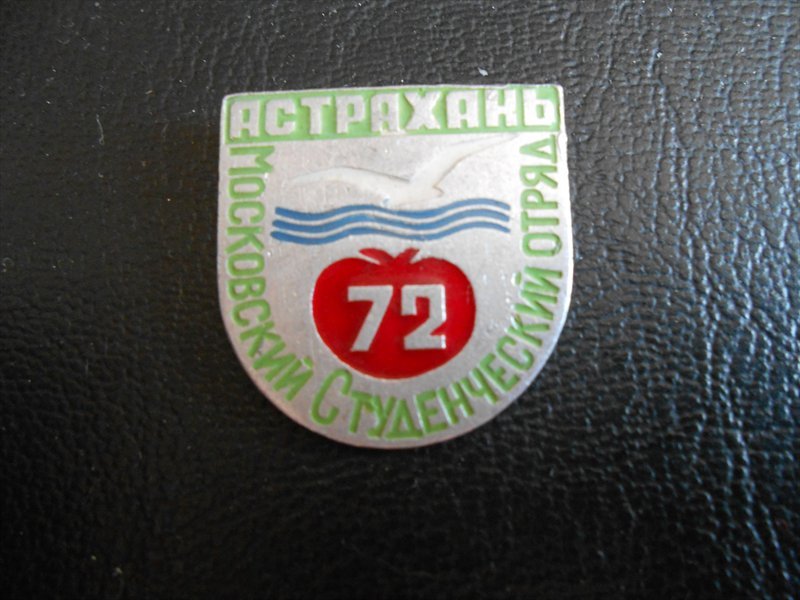 АСТРАХАНЬ
МОСКОВСКИЙ СТУДЕНЧЕСКИЙ ОТРЯД
72